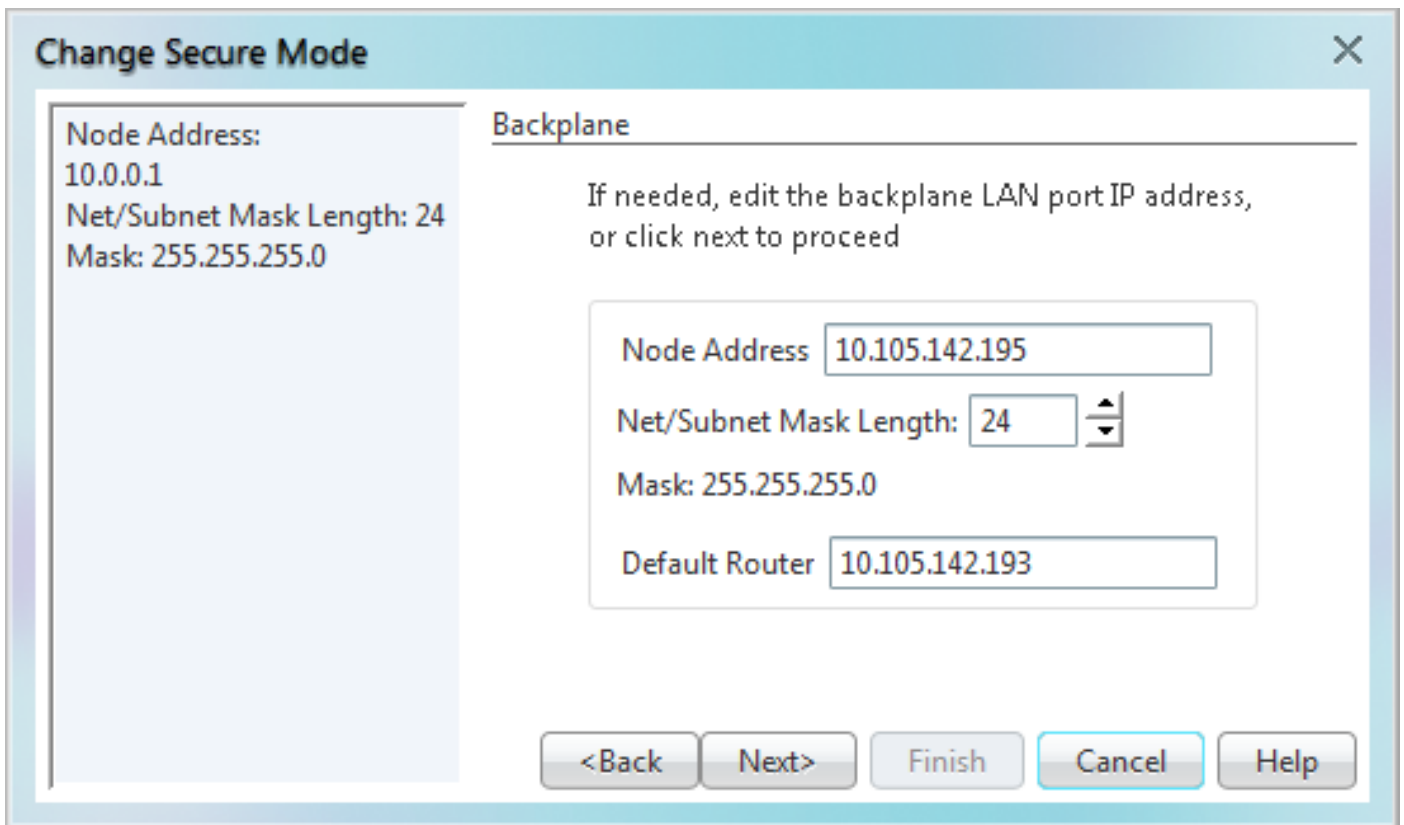 Change Secure Mode
Node Address:
10.0.0.1
Net/Subnet Mask Length: 24
Mask: 255.255.255.0
Backplane
If needed, edit the backplane LAN port IP address,
or click next to proceed
Node Address 10.105.142.195
Net/Subnet Mask Length: 24
Mask: 255.255.255.0
Default Router 10.105.142.193
<Back Next> Finish Cancel Help